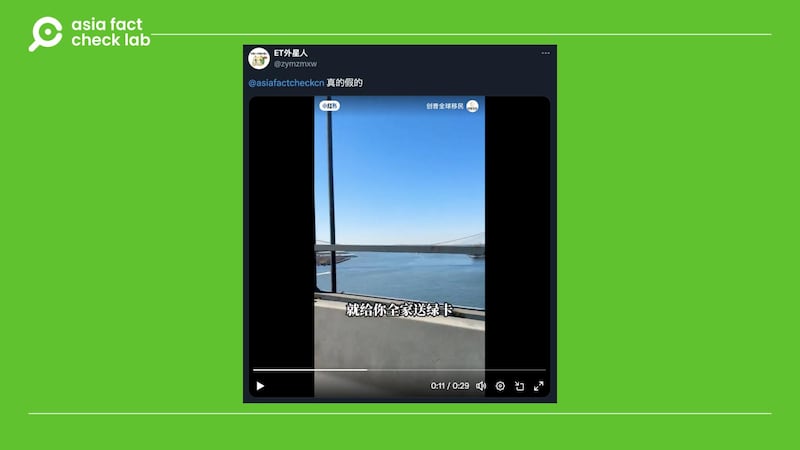 asia fact
check lab
ET外星人
@zymzmxw
@asiafactcheckcn 真的假的
小红书
创首全球移民
就给你全家送绿卡
0:11 / 0:29